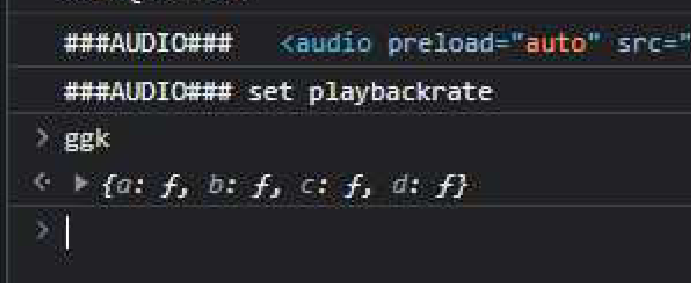 ###AUDIO### <audio preload="auto" src="
###AUDIO### set playbackrate
> ggk
{a: ƒ, b: ƒ, c: ƒ, d: ƒ}
>